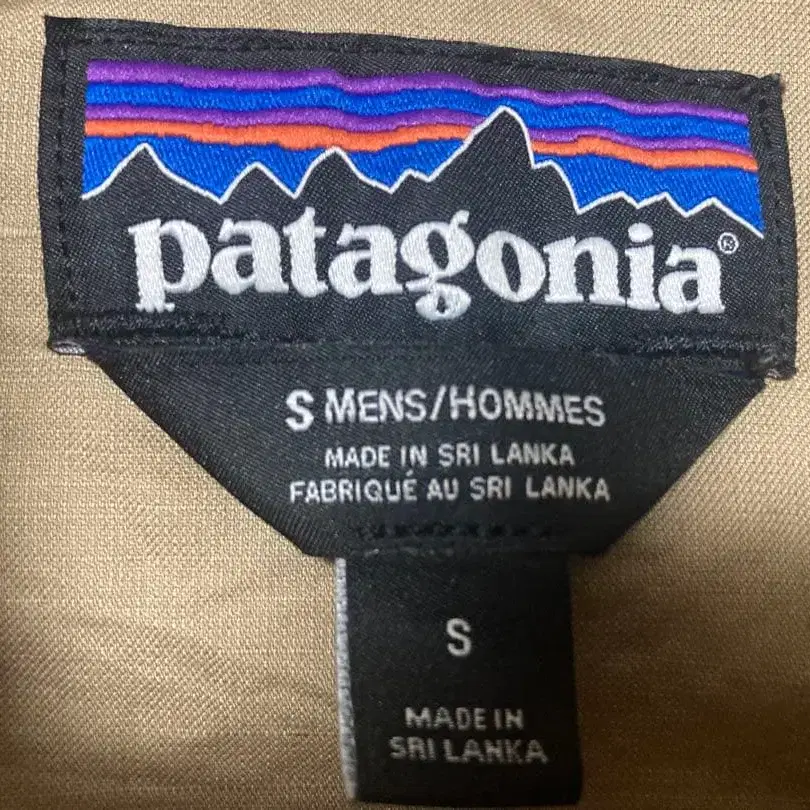 patagonia®
S MENS/HOMMES
MADE IN SRI LANKA
FABRIQUÉ AU SRI LANKA
S
MADE IN
SRI LANKA